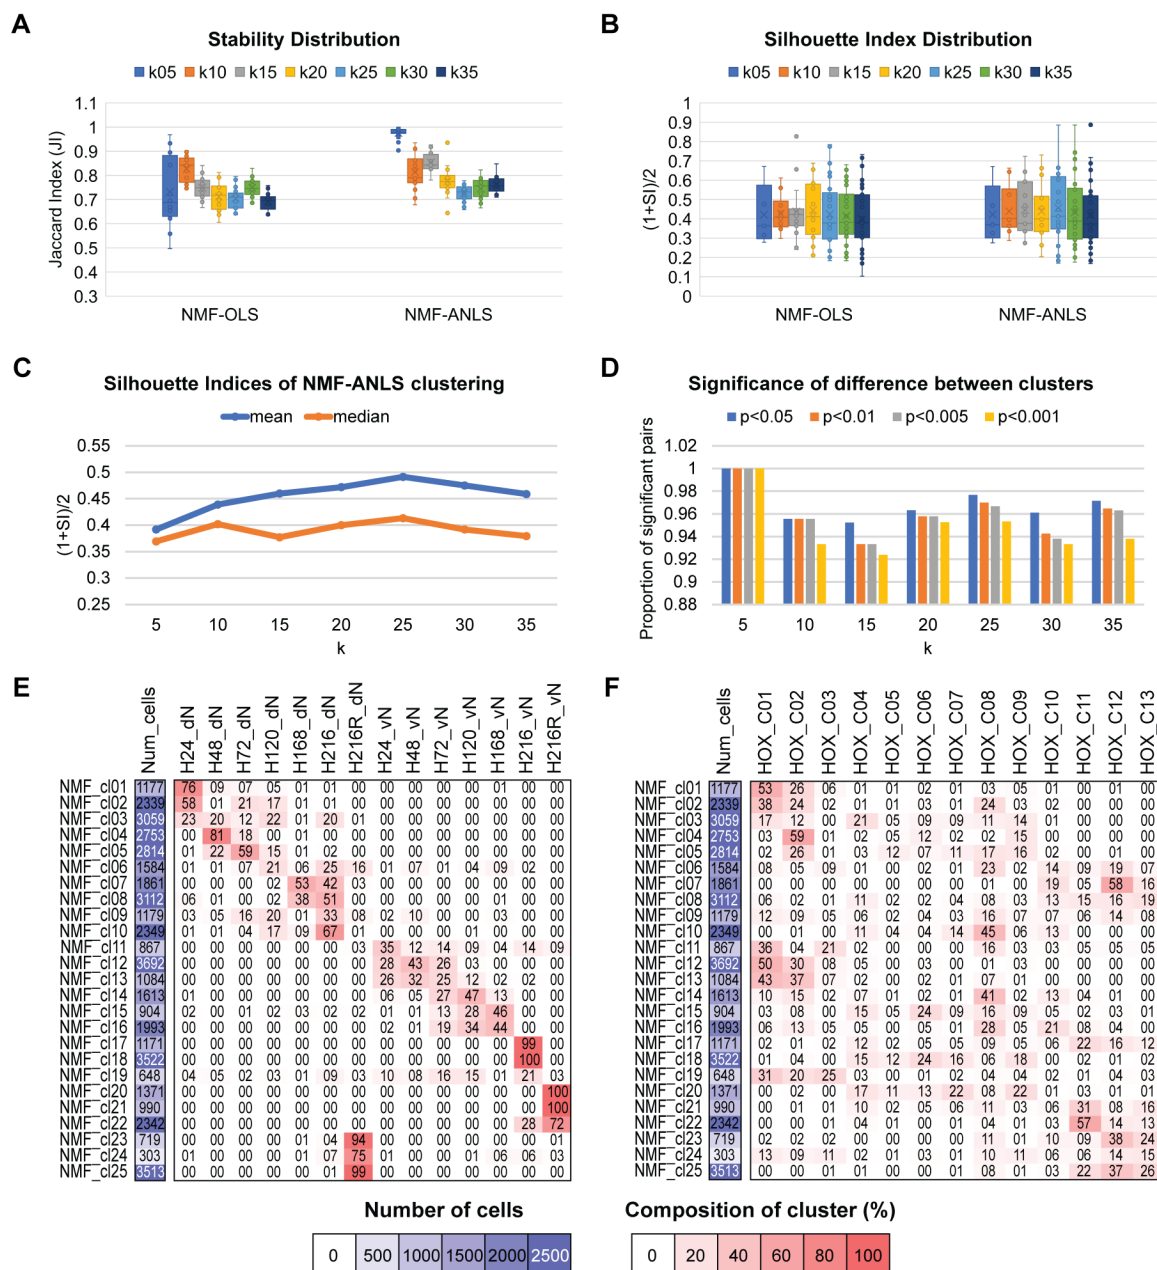 A
Stability Distribution
k05 k10 k15 k20 k25 k30 k35
Jaccard Index (JI)
1.1
1
0.9
0.8
0.7
0.6
0.5
0.4
0.3
NMF-OLS NMF-ANLS
B
Silhouette Index Distribution
k05 k10 k15 k20 k25 k30 k35
(1+SI)/2
1
0.9
0.8
0.7
0.6
0.5
0.4
0.3
0.2
0.1
0
NMF-OLS NMF-ANLS
C
Silhouette Indices of NMF-ANLS clustering
mean median
(1+SI)/2
0.55
0.5
0.45
0.4
0.35
0.3
0.25
5 10 15 20 25 30 35
k
D
Significance of difference between clusters
p<0.05 p<0.01 p<0.005 p<0.001
Proportion of significant pairs
1.02
1
0.98
0.96
0.94
0.92
0.9
0.88
5 10 15 20 25 30 35
k
E
Num_cells H24_dN H48_dN H72_dN H120_dN H168_dN H216_dN H216R_dN H24_vN H48_vN H72_vN H120_vN H168_vN H216_vN H216R_vN
NMF_cl01 1177 76 09 07 05 01 01 00 00 00 00 00 00 00 00
NMF_cl02 2339 58 01 21 17 01 01 00 00 00 00 00 00 00 00
NMF_cl03 3059 23 20 12 22 01 20 01 00 00 00 00 00 00 00
NMF_cl04 2753 00 81 18 00 00 00 00 00 00 00 00 00 00 00
NMF_cl05 2814 01 22 59 15 01 02 00 00 00 00 00 00 00 00
NMF_cl06 1584 01 01 07 21 06 25 16 01 07 01 04 09 01 00
NMF_cl07 1861 00 00 00 02 53 42 03 00 00 00 00 00 00 00
NMF_cl08 3112 06 01 00 02 38 51 01 00 00 00 00 00 00 00
NMF_cl09 1179 03 05 16 20 01 33 08 02 10 00 00 03 00 00
NMF_cl10 2349 01 01 04 17 09 67 00 00 00 00 00 00 00 00
NMF_cl11 867 00 00 01 00 00 01 00 35 12 14 09 04 14 09
NMF_cl12 3692 00 00 00 00 00 00 00 28 43 26 03 00 00 00
NMF_cl13 1084 00 00 00 00 00 00 00 26 32 25 12 02 02 00
NMF_cl14 1613 00 00 00 00 00 00 00 06 05 27 47 13 00 00
NMF_cl15 904 02 00 01 02 03 02 00 01 02 13 28 46 00 00
NMF_cl16 1993 00 00 00 00 00 00 00 00 02 19 34 44 00 00
NMF_cl17 1171 00 00 00 00 00 00 00 00 00 00 00 00 99 00
NMF_cl18 3522 00 00 00 00 00 00 00 00 00 00 00 00 100 00
NMF_cl19 648 04 05 02 03 01 09 03 10 08 16 15 01 21 03
NMF_cl20 1371 00 00 00 00 00 00 00 00 00 00 00 00 00 100
NMF_cl21 990 00 00 00 00 00 00 00 00 00 00 00 00 00 100
NMF_cl22 2342 00 00 00 00 00 00 00 00 00 00 00 00 28 72
NMF_cl23 719 00 00 00 00 01 04 94 00 00 00 00 00 00 00
NMF_cl24 303 01 00 00 01 01 07 75 00 00 01 01 06 06 03
NMF_cl25 3513 00 00 00 00 00 01 99 00 00 00 00 00 00 00
Number of cells
0 500 1000 1500 2000 2500
F
Num_cells HOX_C01 HOX_C02 HOX_C03 HOX_C04 HOX_C05 HOX_C06 HOX_C07 HOX_C08 HOX_C09 HOX_C10 HOX_C11 HOX_C12 HOX_C13
NMF_cl01 1177 53 26 06 01 01 02 01 03 05 01 00 01 00
NMF_cl02 2339 38 24 02 01 01 03 01 24 03 02 00 00 00
NMF_cl03 3059 17 12 00 21 04 09 09 11 14 02 00 01 00
NMF_cl04 2753 03 59 00 02 05 12 02 02 15 00 00 00 00
NMF_cl05 2814 02 26 01 03 12 07 11 17 16 03 00 01 00
NMF_cl06 1584 08 05 09 01 00 02 00 23 02 14 09 19 07
NMF_cl07 1861 00 00 00 01 00 00 00 01 00 19 05 58 16
NMF_cl08 3112 06 01 04 11 02 02 04 08 03 13 15 16 19
NMF_cl09 1179 12 09 05 06 02 04 03 16 07 07 06 14 08
NMF_cl10 2349 01 01 00 11 04 04 14 45 06 13 00 00 00
NMF_cl11 867 36 04 21 03 00 02 00 16 03 03 05 05 05
NMF_cl12 3692 50 30 08 05 00 03 00 01 03 00 00 00 00
NMF_cl13 1084 43 37 07 02 00 02 00 03 04 02 00 00 00
NMF_cl14 1613 10 15 02 07 01 04 02 41 02 13 04 01 00
NMF_cl15 904 03 08 00 15 05 24 09 16 09 05 02 03 01
NMF_cl16 1993 06 13 05 05 00 05 01 28 05 21 08 04 00
NMF_cl17 1171 02 02 00 12 02 05 08 09 05 06 22 16 12
NMF_cl18 3522 01 04 00 15 12 24 16 06 18 00 01 01 00
NMF_cl19 648 31 20 25 03 00 01 02 04 04 02 01 04 02
NMF_cl20 1371 00 00 00 17 11 13 22 08 22 01 02 03 01
NMF_cl21 990 00 01 01 10 02 05 06 11 03 06 31 08 16
NMF_cl22 2342 00 00 00 04 00 01 01 04 01 04 57 14 13
NMF_cl23 719 02 02 02 00 00 00 00 11 01 10 09 38 24
NMF_cl24 303 13 09 11 02 01 03 01 11 09 04 06 14 15
NMF_cl25 3513 00 00 01 01 01 00 01 08 01 03 22 37 26
Composition of cluster (%)
0 20 40 60 80 100